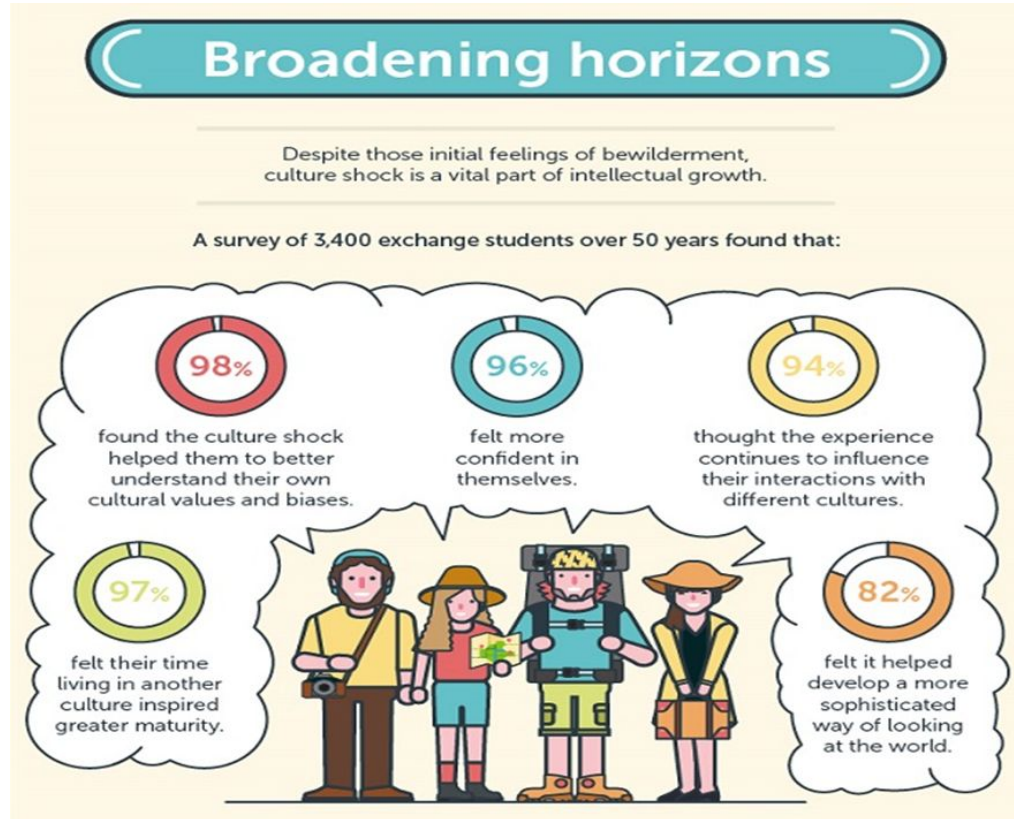 Broadening horizons
Despite those initial feelings of bewilderment,
culture shock is a vital part of intellectual growth.
A survey of 3,400 exchange students over 50 years found that:
98%
found the culture shock
helped them to better
understand their own
cultural values and biases.
96%
felt more
confident in
themselves.
94%
thought the experience
continues to influence
their interactions with
different cultures.
97%
felt their time
living in another
culture inspired
greater maturity.
82%
felt it helped
develop a more
sophisticated
way of looking
at the world.